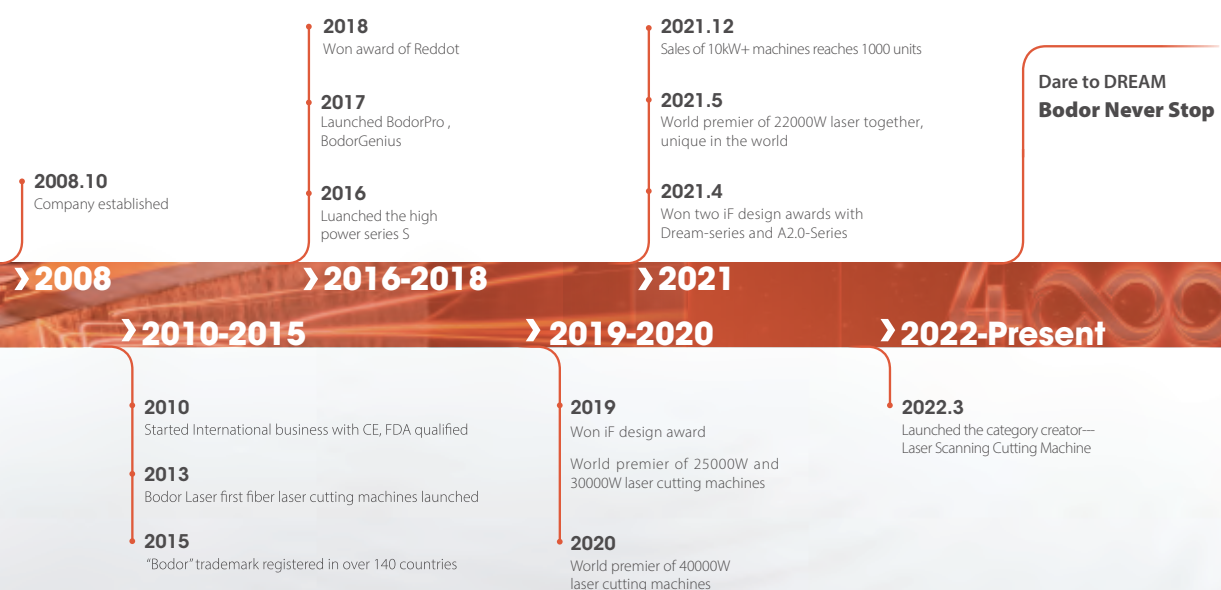 2008.10
Company established
2018
Won award of Reddot
2017
Launched BodorPro ,
BodorGenius
2016
Luanched the high
power series S
2021.12
Sales of 10kW+ machines reaches 1000 units
2021.5
World premier of 22000W laser together,
unique in the world
2021.4
Won two iF design awards with
Dream-series and A2.0-Series
Dare to DREAM
Bodor Never Stop
2008
2016-2018
2021
2010-2015
2019-2020
2022-Present
2010
Started International business with CE, FDA qualified
2013
Bodor Laser first fiber laser cutting machines launched
2015
“Bodor” trademark registered in over 140 countries
2019
Won iF design award
World premier of 25000W and
30000W laser cutting machines
2020
World premier of 40000W
laser cutting machines
2022.3
Launched the category creator---
Laser Scanning Cutting Machine